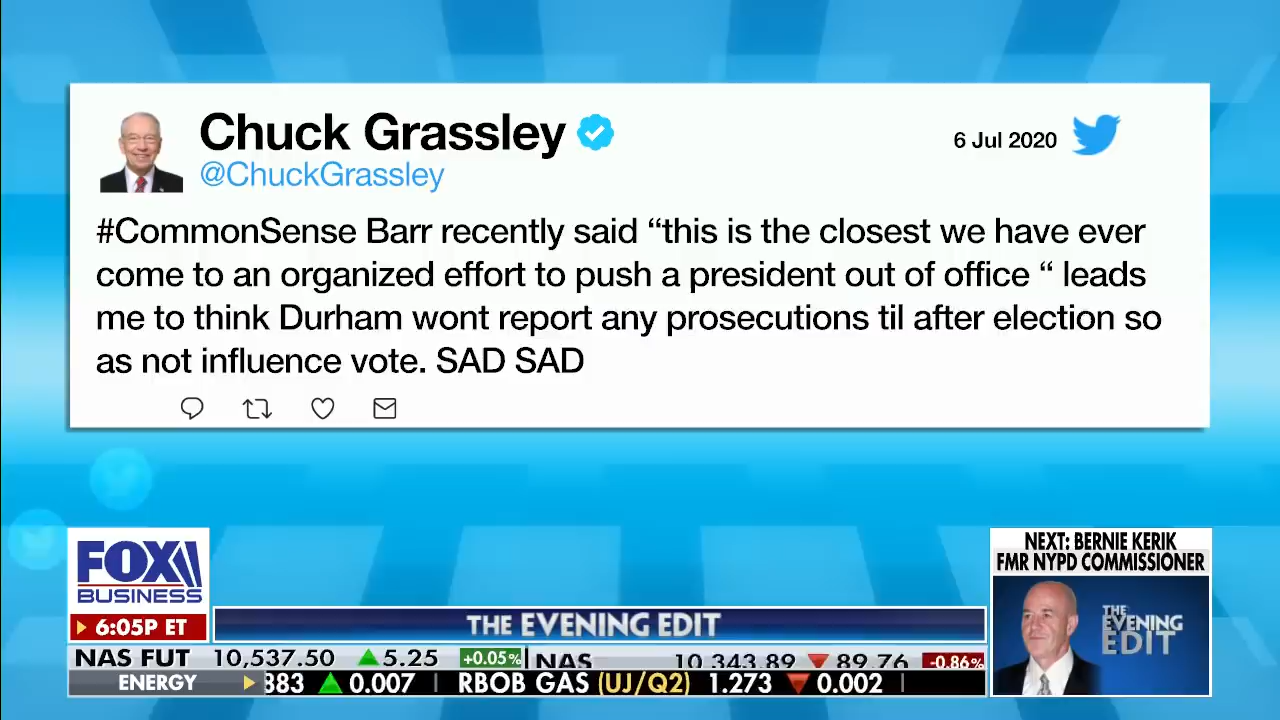 Chuck Grassley
@ChuckGrassley
6 Jul 2020
#CommonSense Barr recently said “this is the closest we have ever
come to an organized effort to push a president out of office “ leads
me to think Durham wont report any prosecutions til after election so
as not influence vote. SAD SAD
FOX
BUSINESS
6:05P ET
THE EVENING EDIT
NEXT: BERNIE KERIK
FMR NYPD COMMISSIONER
THE
EVENING
EDIT
NAS FUT 10,537.50 5.25 +0.05% NAS 10,343.89 89.76 -0.86%
ENERGY 383 0.007 RBOB GAS (UJ/Q2) 1.273 0.002